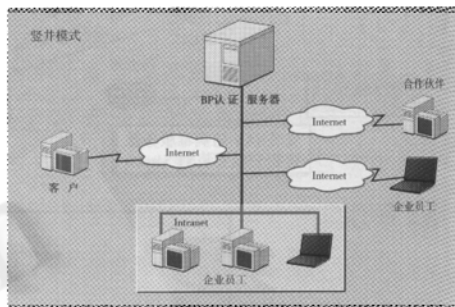 竖井模式
BP认证 服务器
合作伙伴
Internet
Internet
客 户
Internet
企业员工
Intranet
企业员工